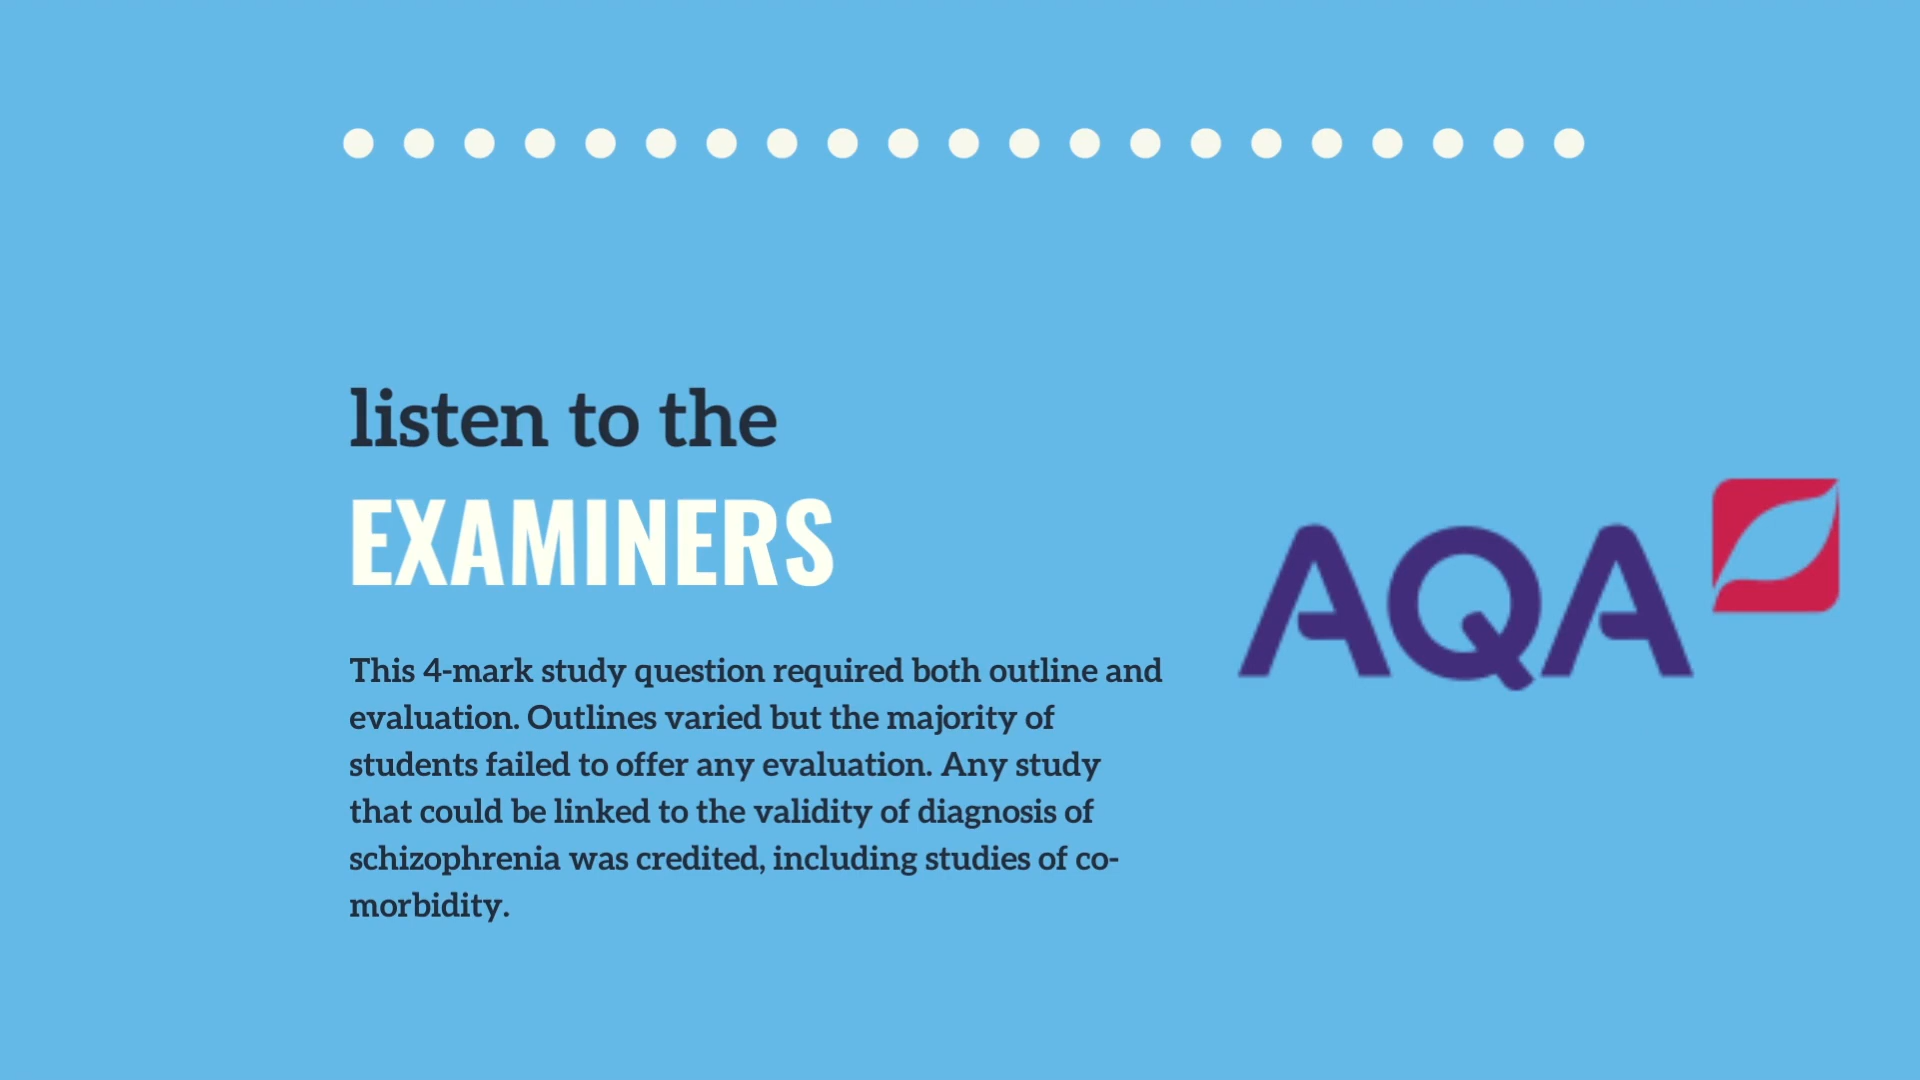 listen to the
EXAMINERS
This 4-mark study question required both outline and
evaluation. Outlines varied but the majority of
students failed to offer any evaluation. Any study
that could be linked to the validity of diagnosis of
schizophrenia was credited, including studies of co-
morbidity.
AQA